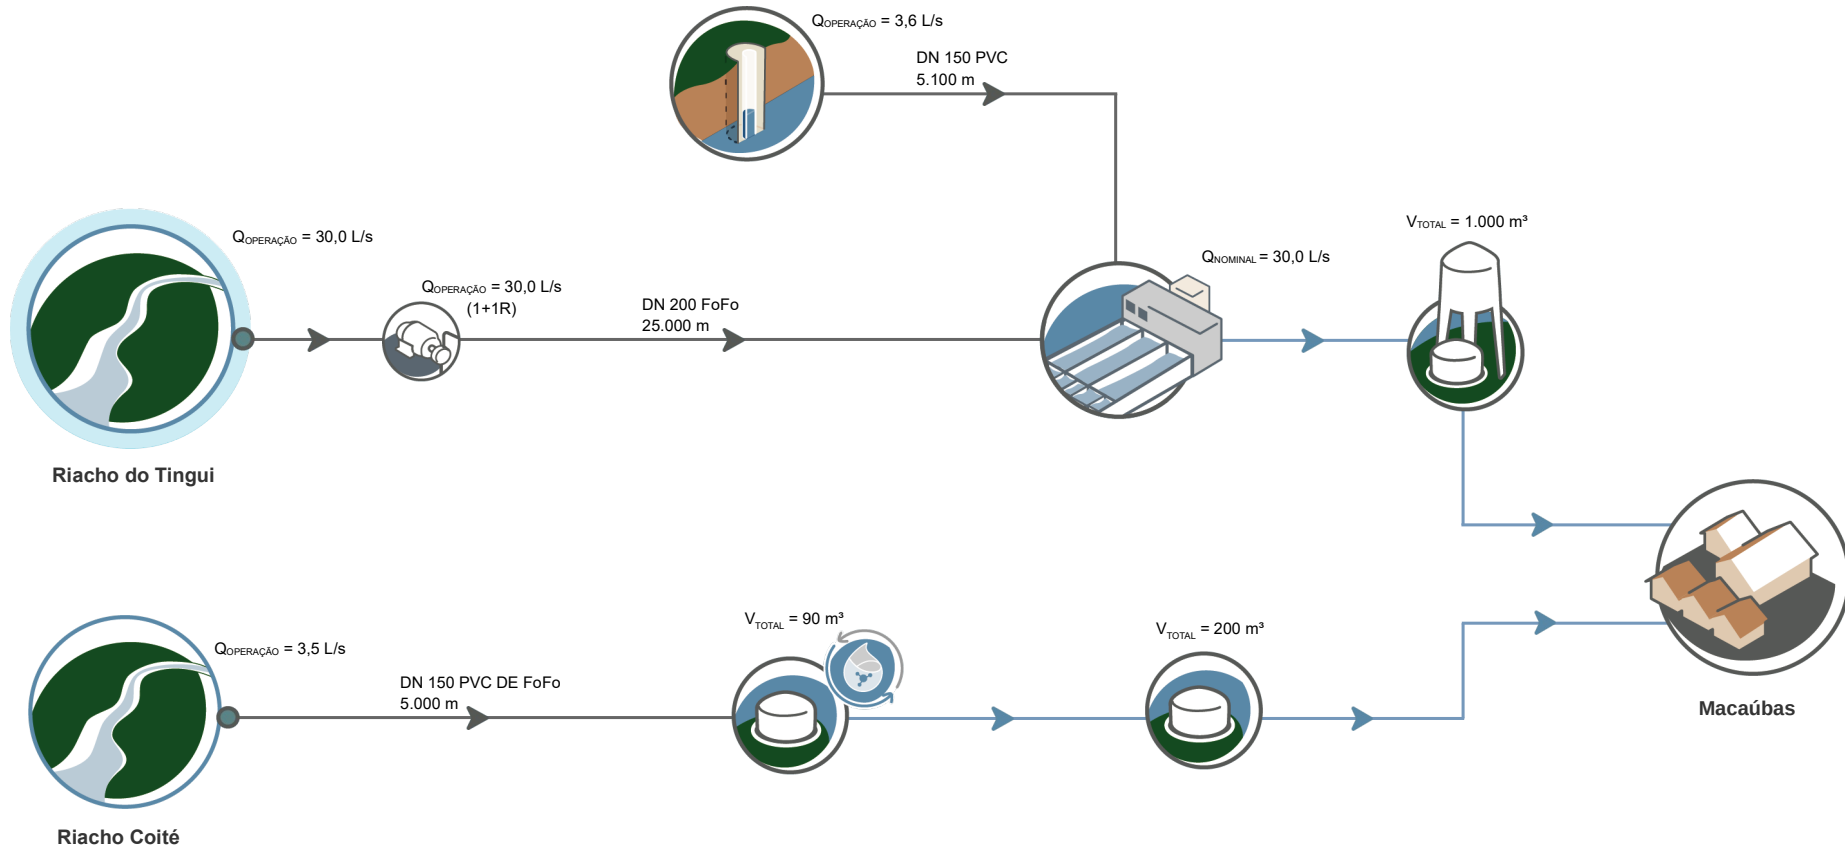 QOPERAÇÃO = 3,6 L/s
DN 150 PVC
5.100 m
QOPERAÇÃO = 30,0 L/s
QOPERAÇÃO = 30,0 L/s
(1+1R)
DN 200 FoFo
25.000 m
QNOMINAL = 30,0 L/s
VTOTAL = 1.000 m³
Riacho do Tingui
QOPERAÇÃO = 3,5 L/s
DN 150 PVC DE FoFo
5.000 m
VTOTAL = 90 m³
VTOTAL = 200 m³
Macaúbas
Riacho Coité